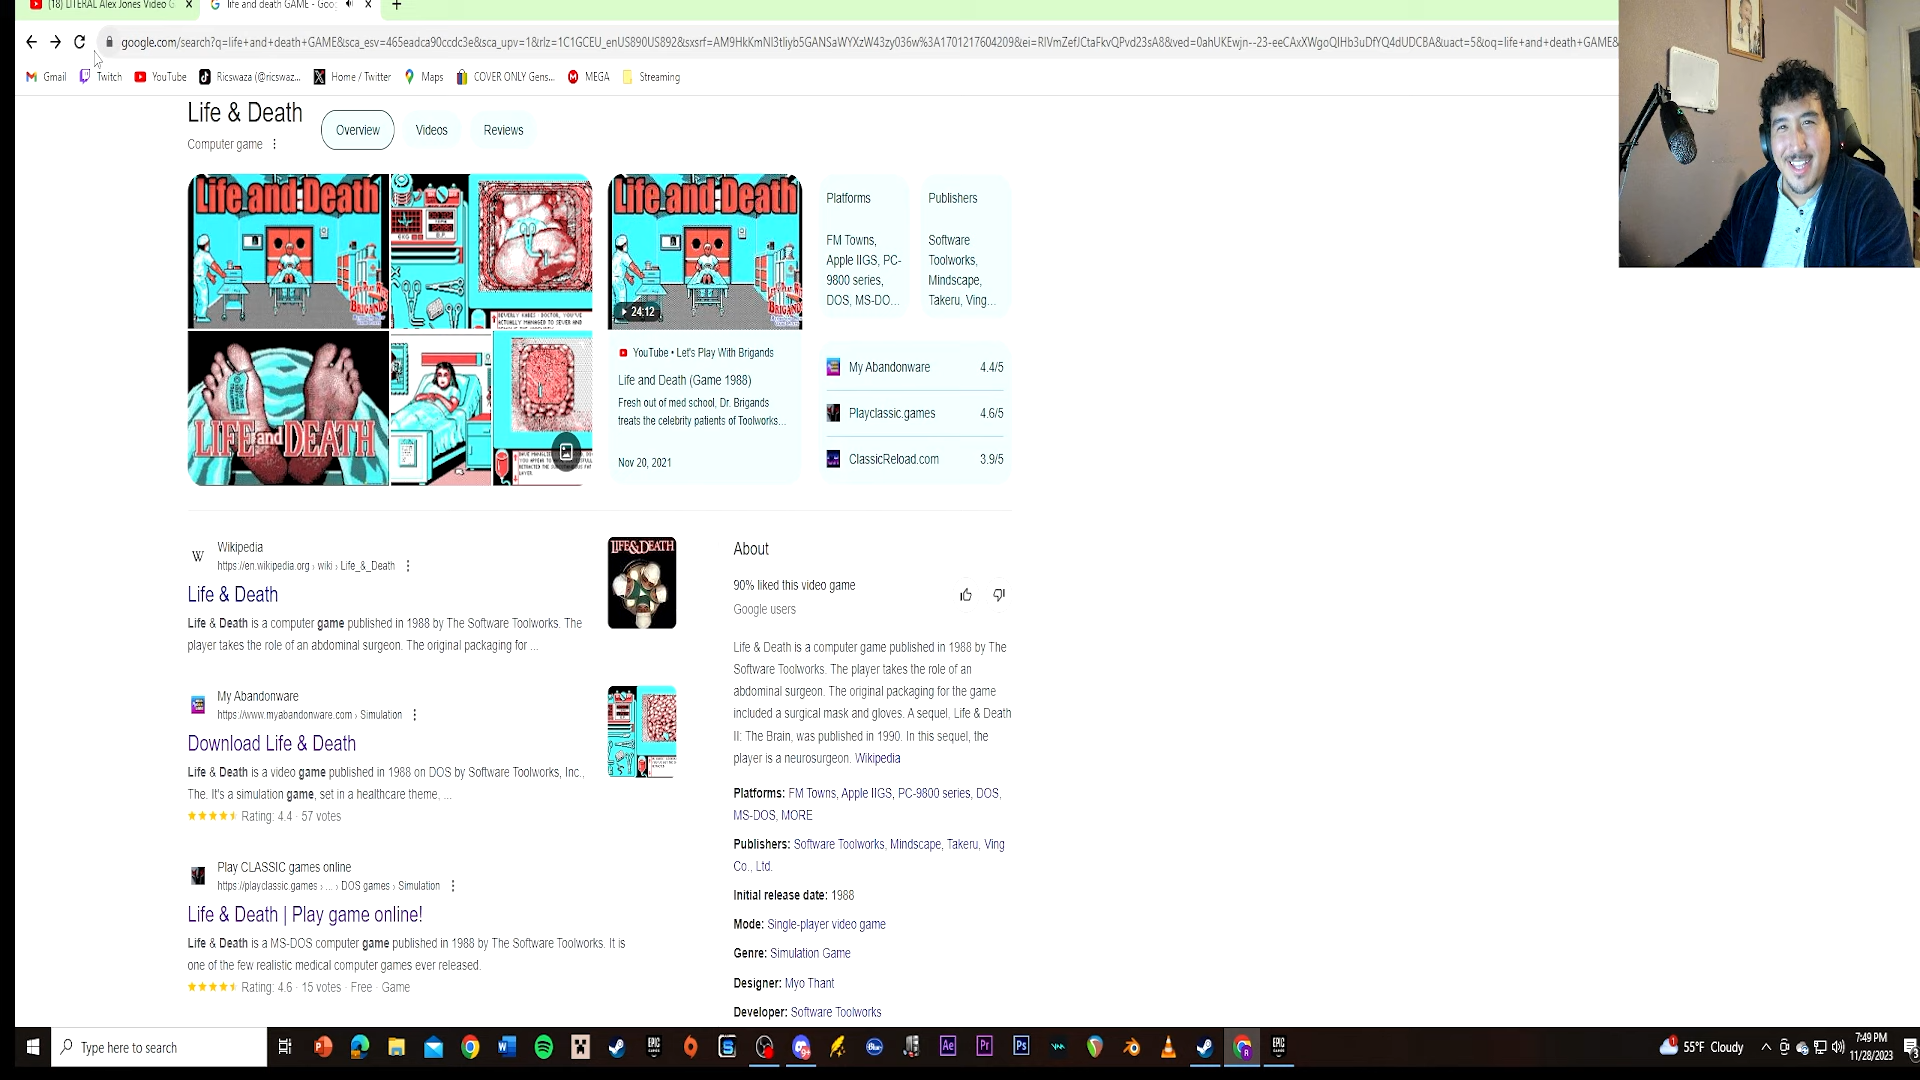 (18) LITERAL Alex Jones Video G
life and death GAME - Goo
google.com/search?q=life+and+death+GAME&sca_esv=465eadca90ccdc3e&sca_upv=1&rlz=1C1GCEU_enUS890US892&sxsrf=AM9HkKmNl3tliyb5GANSaWYXzW43zy036w%3A1701217604209&ei=RlVmZefJCtaFkvQPvd23sA8&ved=0ahUKEwjn--23-eeCAxXWgoQIHb3uDfYQ4dUDCBA&uact=5&oq=life+and+death+GAME&
Gmail Twitch YouTube Ricswaza (@ricswaz... Home / Twitter Maps COVER ONLY Gens... MEGA Streaming
Life & Death
Computer game
Overview Videos Reviews
Life and Death
Life and Death
24:12
BEVERLY KABES: DOCTOR, YOU'VE
ACTUALLY MANAGED TO SEVER AND
LIFE and DEATH
YouTube • Let's Play With Brigands
Life and Death (Game 1988)
Fresh out of med school, Dr. Brigands
treats the celebrity patients of Toolworks...
Nov 20, 2021
Platforms
FM Towns,
Apple IIGS, PC-
9800 series,
DOS, MS-DO...
Publishers
Software
Toolworks,
Mindscape,
Takeru, Ving...
My Abandonware 4.4/5
Playclassic.games 4.6/5
ClassicReload.com 3.9/5
Wikipedia
https://en.wikipedia.org › wiki › Life_&_Death
Life & Death
Life & Death is a computer game published in 1988 by The Software Toolworks. The
player takes the role of an abdominal surgeon. The original packaging for ...
LIFE&DEATH
My Abandonware
https://www.myabandonware.com › Simulation
Download Life & Death
Life & Death is a video game published in 1988 on DOS by Software Toolworks, Inc.,
The. It's a simulation game, set in a healthcare theme, ...
Rating: 4.4 · 57 votes
Play CLASSIC games online
https://playclassic.games › ... › DOS games › Simulation
Life & Death | Play game online!
Life & Death is a MS-DOS computer game published in 1988 by The Software Toolworks. It is
one of the few realistic medical computer games ever released.
Rating: 4.6 · 15 votes · Free · Game
About
90% liked this video game
Google users
Life & Death is a computer game published in 1988 by The
Software Toolworks. The player takes the role of an
abdominal surgeon. The original packaging for the game
included a surgical mask and gloves. A sequel, Life & Death
II: The Brain, was published in 1990. In this sequel, the
player is a neurosurgeon. Wikipedia
Platforms: FM Towns, Apple IIGS, PC-9800 series, DOS,
MS-DOS, MORE
Publishers: Software Toolworks, Mindscape, Takeru, Ving
Co., Ltd.
Initial release date: 1988
Mode: Single-player video game
Genre: Simulation Game
Designer: Myo Thant
Developer: Software Toolworks
Type here to search
55°F Cloudy
7:49 PM
11/28/2023